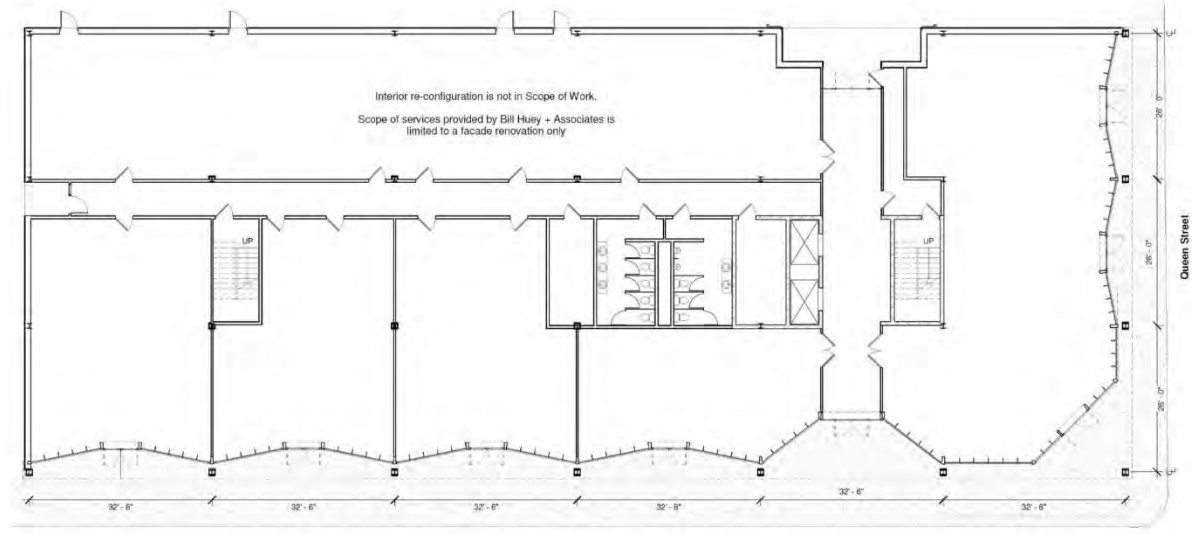 Interior re-configuration is not in Scope of Work.
Scope of services provided by Bill Huey + Associates is
limited to a facade renovation only
UP
UP
26' - 0"
26' - 0"
26' - 0"
Queen Street
32' - 6"
32' - 6"
32' - 6"
32' - 6"
32' - 6"
32' - 6"